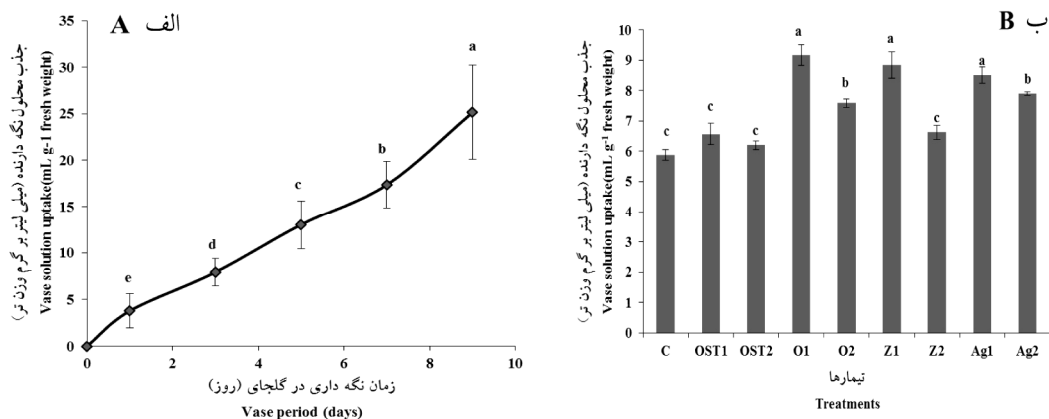 A الف
جذب محلول نگه دارنده (میلی لیتر بر گرم وزن تر)
Vase solution uptake(mL g-1 fresh weight)
35
30
25
20
15
10
5
0
a
b
c
d
e
0 2 4 6 8 10
زمان نگه داری در گلجای (روز)
Vase period (days)
B ب
جذب محلول نگه دارنده (میلی لیتر بر گرم وزن تر)
Vase solution uptake(mL g-1 fresh weight)
10
9
8
7
6
5
4
3
2
1
0
c c c a b a c a b
C OST1 OST2 O1 O2 Z1 Z2 Ag1 Ag2
تیمارها
Treatments